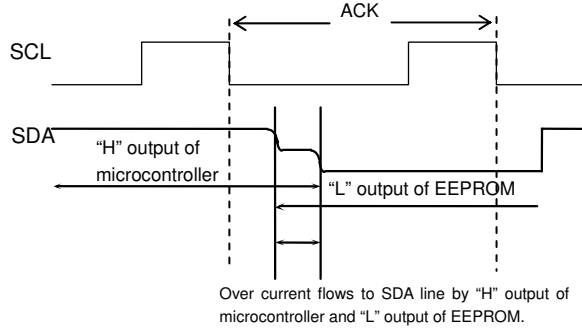 ACK
SCL
SDA
“H” output of
microcontroller
“L” output of EEPROM
Over current flows to SDA line by “H” output of
microcontroller and “L” output of EEPROM.